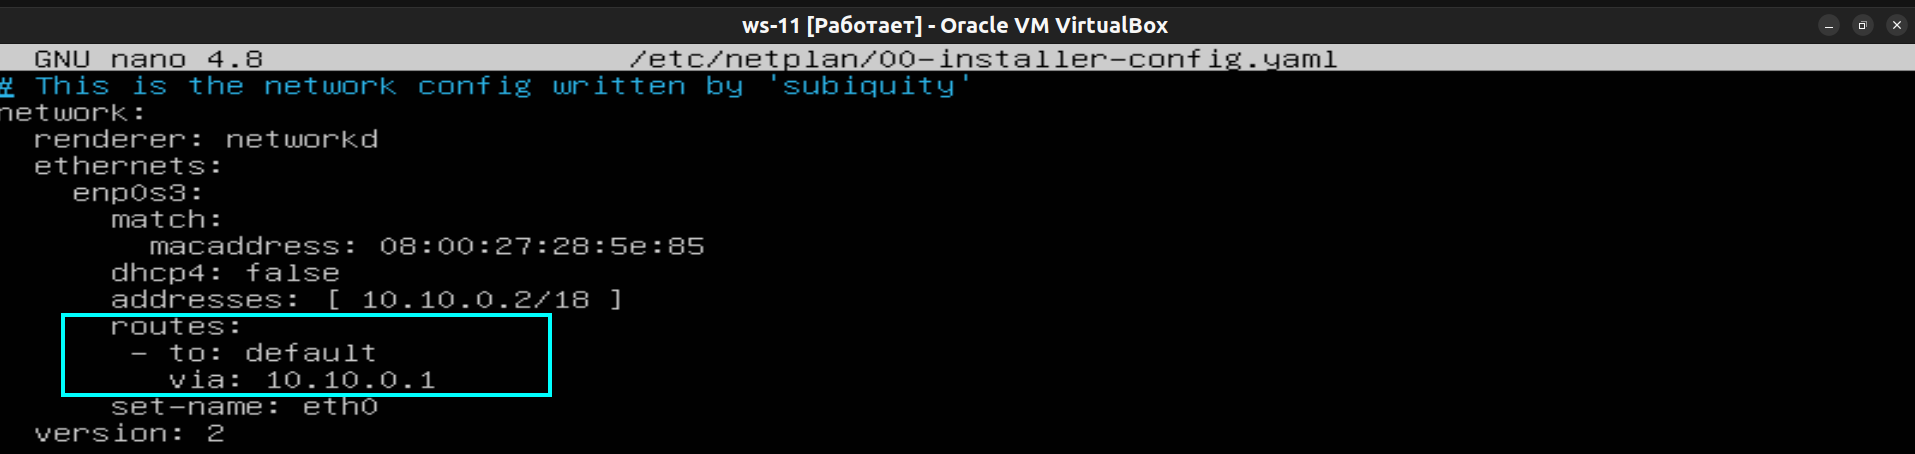 ws-11 [Работает] - Oracle VM VirtualBox
GNU nano 4.8 /etc/netplan/00-installer-config.yaml
# This is the network config written by 'subiquity'
network:
  renderer: networkd
  ethernets:
    enp0s3:
      match:
        macaddress: 08:00:27:28:5e:85
      dhcp4: false
      addresses: [ 10.10.0.2/18 ]
      routes:
       - to: default
         via: 10.10.0.1
      set-name: eth0
  version: 2